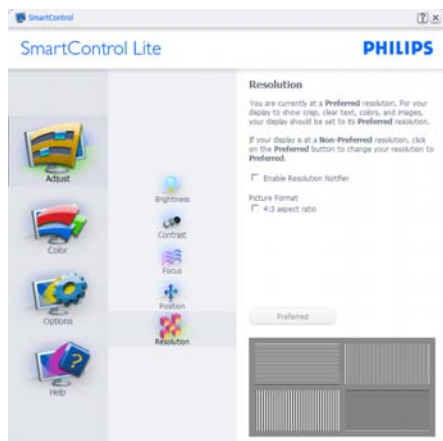 SmartControl
SmartControl Lite
PHILIPS
Adjust
Color
Options
Help
Brightness
Contrast
Focus
Position
Resolution
Resolution
You are currently at a Preferred resolution. For your
display to show crisp, clear text, colors, and images,
your display should be set to its Preferred resolution.
If your display is at a Non-Preferred resolution, click
on the Preferred button to change your resolution to
Preferred.
Enable Resolution Notifier
Picture Format
4:3 aspect ratio
Preferred